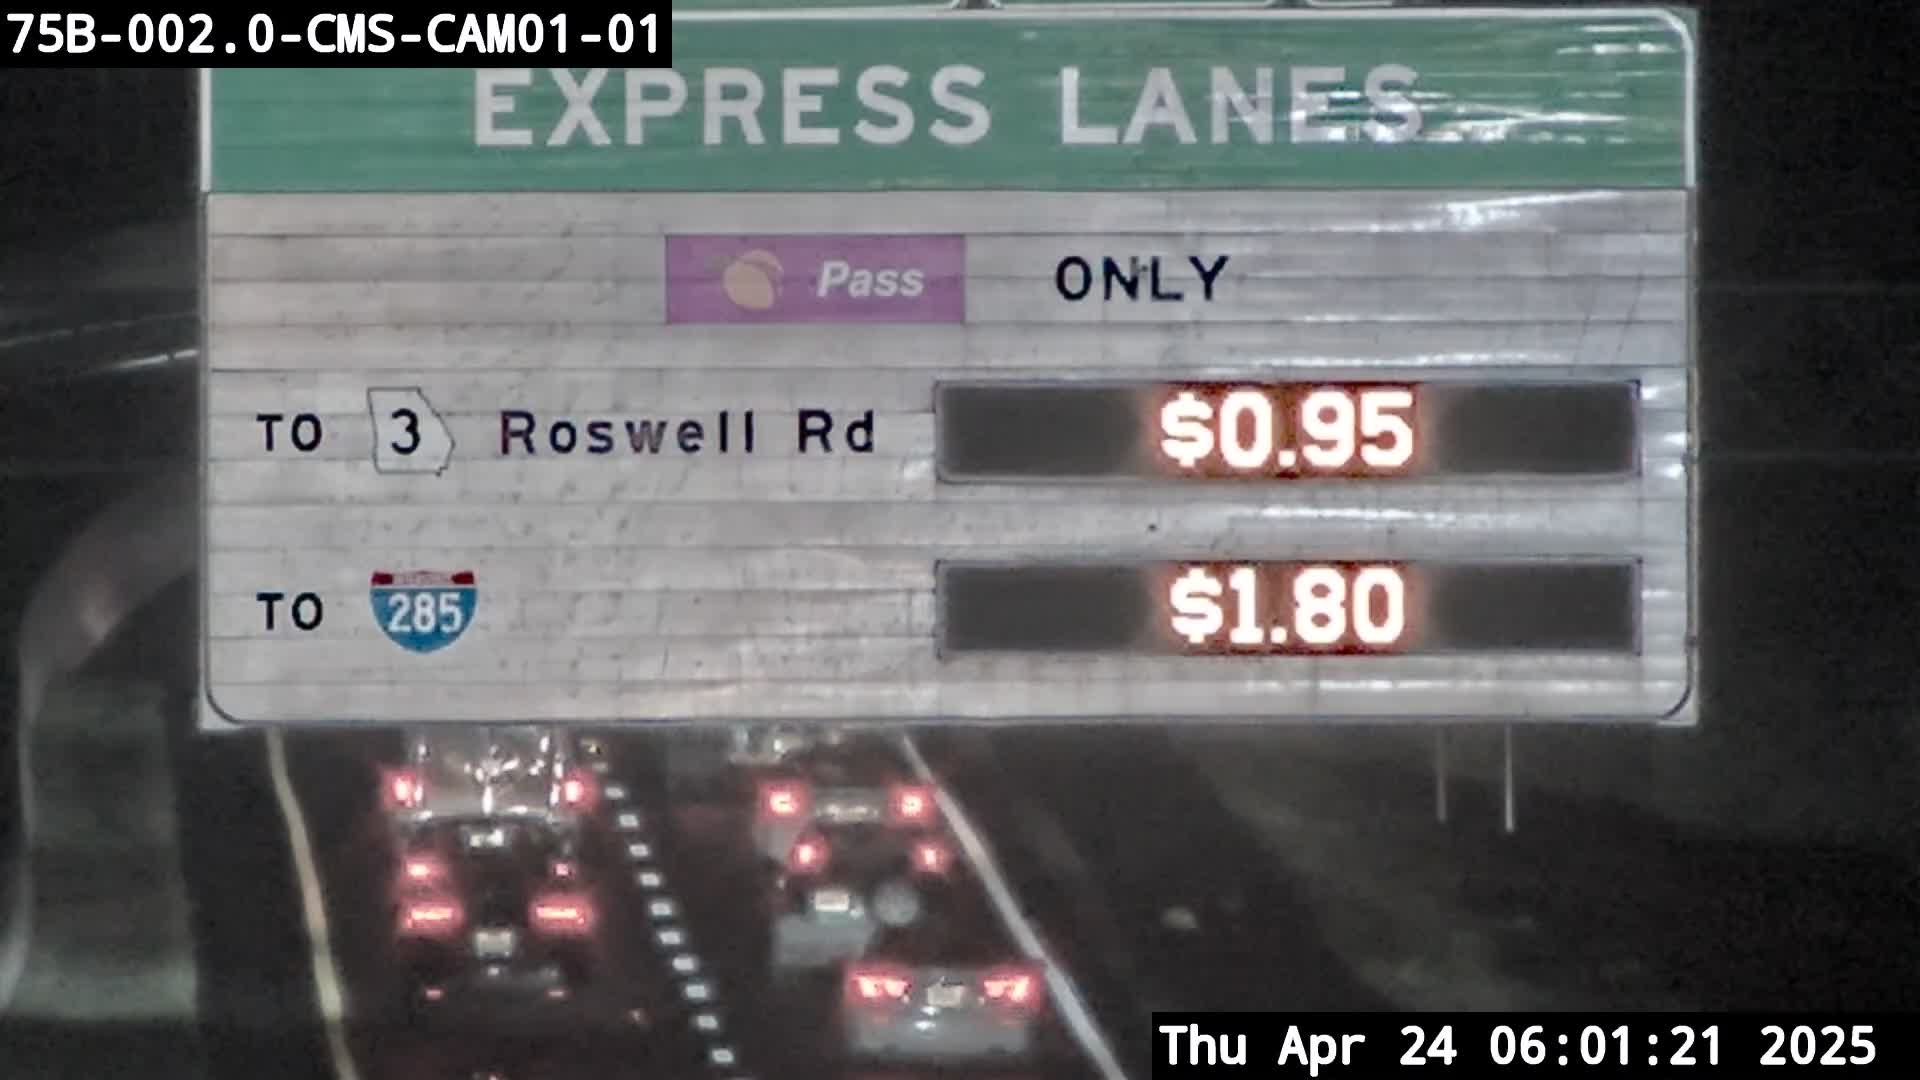 75B-002.0-CMS-CAM01-01
EXPRESS LANES
Pass ONLY
TO 3 Roswell Rd $0.95
TO 285 $1.80
Thu Apr 24 06:01:21 2025